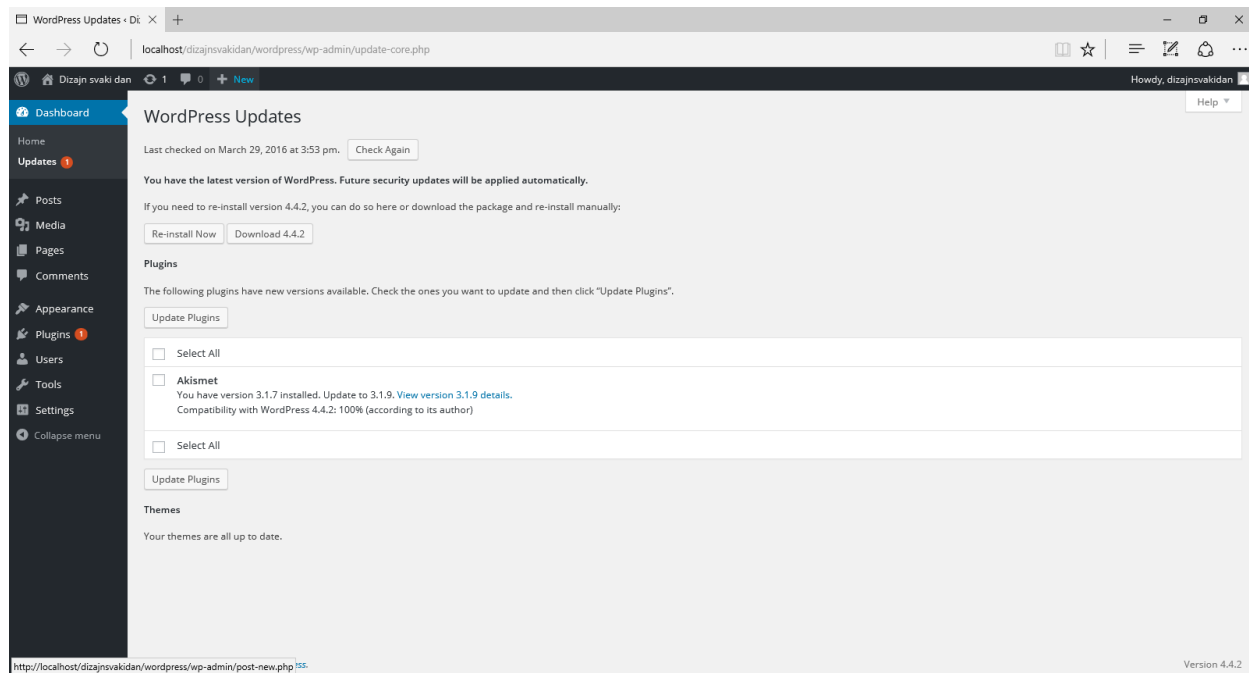 WordPress Updates ‹ Di:
localhost/dizajnsvakidan/wordpress/wp-admin/update-core.php
Dizajn svaki dan 1 0 New
Howdy, dizajnsvakidan
Help
Dashboard
Home
Updates 1
Posts
Media
Pages
Comments
Appearance
Plugins 1
Users
Tools
Settings
Collapse menu
WordPress Updates
Last checked on March 29, 2016 at 3:53 pm. Check Again
You have the latest version of WordPress. Future security updates will be applied automatically.
If you need to re-install version 4.4.2, you can do so here or download the package and re-install manually:
Re-install Now Download 4.4.2
Plugins
The following plugins have new versions available. Check the ones you want to update and then click “Update Plugins”.
Update Plugins
Select All
Akismet
You have version 3.1.7 installed. Update to 3.1.9. View version 3.1.9 details.
Compatibility with WordPress 4.4.2: 100% (according to its author)
Select All
Update Plugins
Themes
Your themes are all up to date.
http://localhost/dizajnsvakidan/wordpress/wp-admin/post-new.php
Version 4.4.2